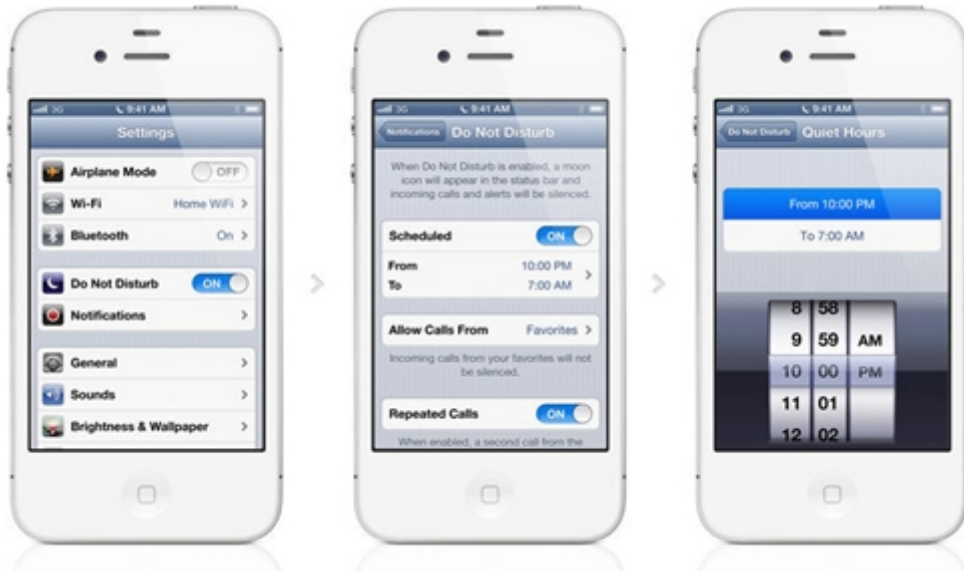 3G 9:41 AM
Settings
Airplane Mode OFF
Wi-Fi Home WiFi
Bluetooth On
Do Not Disturb ON
Notifications
General
Sounds
Brightness & Wallpaper
3G 9:41 AM
Notifications Do Not Disturb
When Do Not Disturb is enabled, a moon
icon will appear in the status bar and
incoming calls and alerts will be silenced.
Scheduled ON
From 10:00 PM
To 7:00 AM
Allow Calls From Favorites
Incoming calls from your favorites will not
be silenced.
Repeated Calls ON
When enabled, a second call from the
3G 9:41 AM
Do Not Disturb Quiet Hours
From 10:00 PM
To 7:00 AM
8 58
9 59 AM
10 00 PM
11 01
12 02